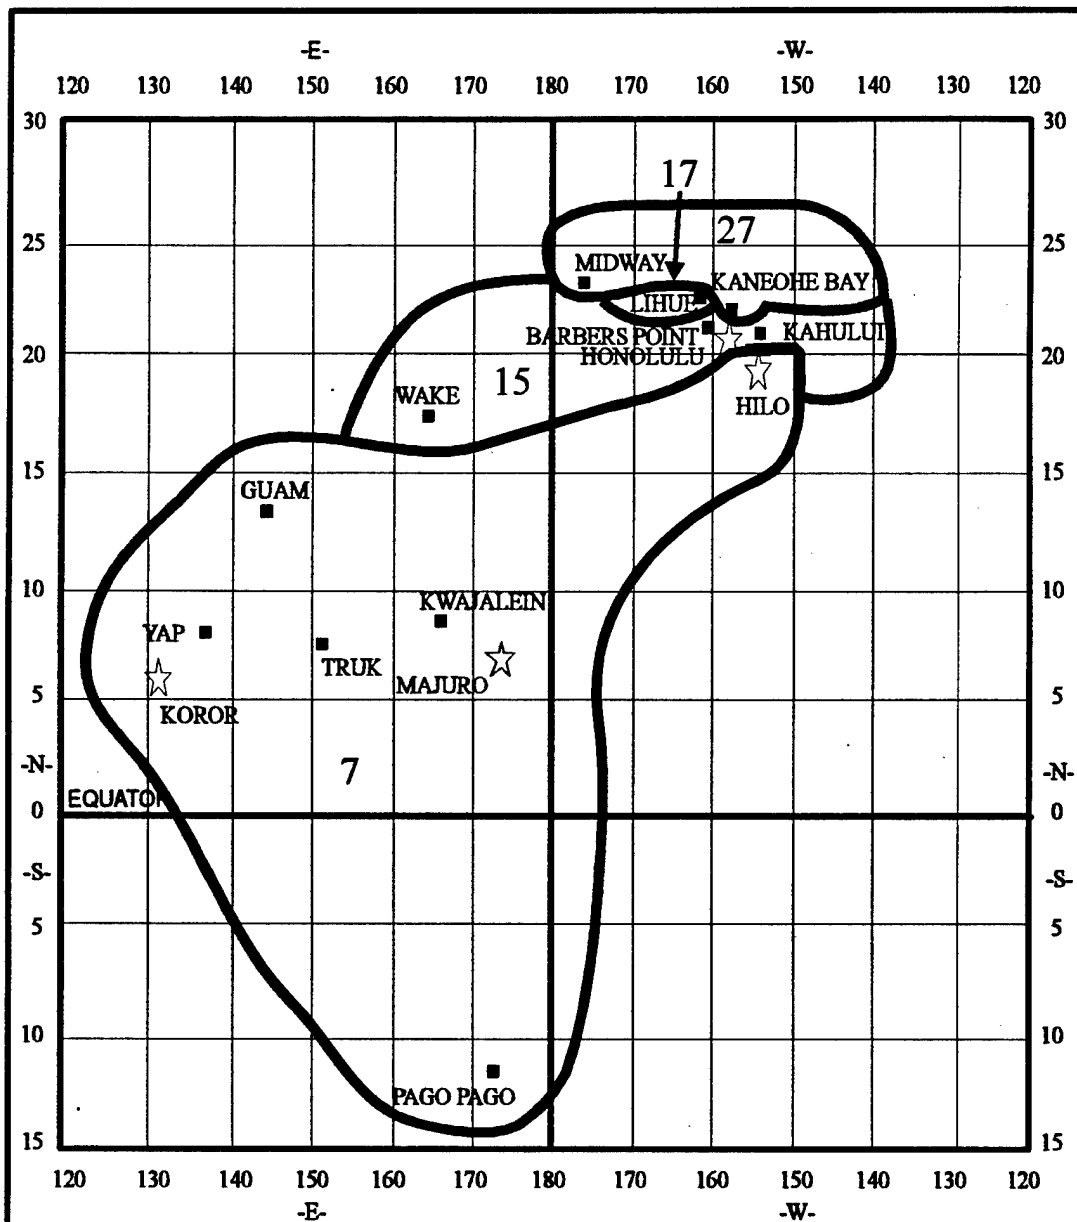 -E- -W-
120 130 140 150 160 170 180 170 160 150 140 130 120
30 30
17
27
25 25
MIDWAY
KANEOHE BAY
LIHUE
BARBERS POINT KAHULUI
HONOLULU
20 20
15
WAKE
HILO
15 15
GUAM
10 10
KWAJALEIN
YAP
TRUK
MAJURO
5 5
KOROR
-N- -N-
7
EQUATOR
0 0
-S- -S-
5 5
10 10
PAGO PAGO
15 15
120 130 140 150 160 170 180 170 160 150 140 130 120
-E- -W-